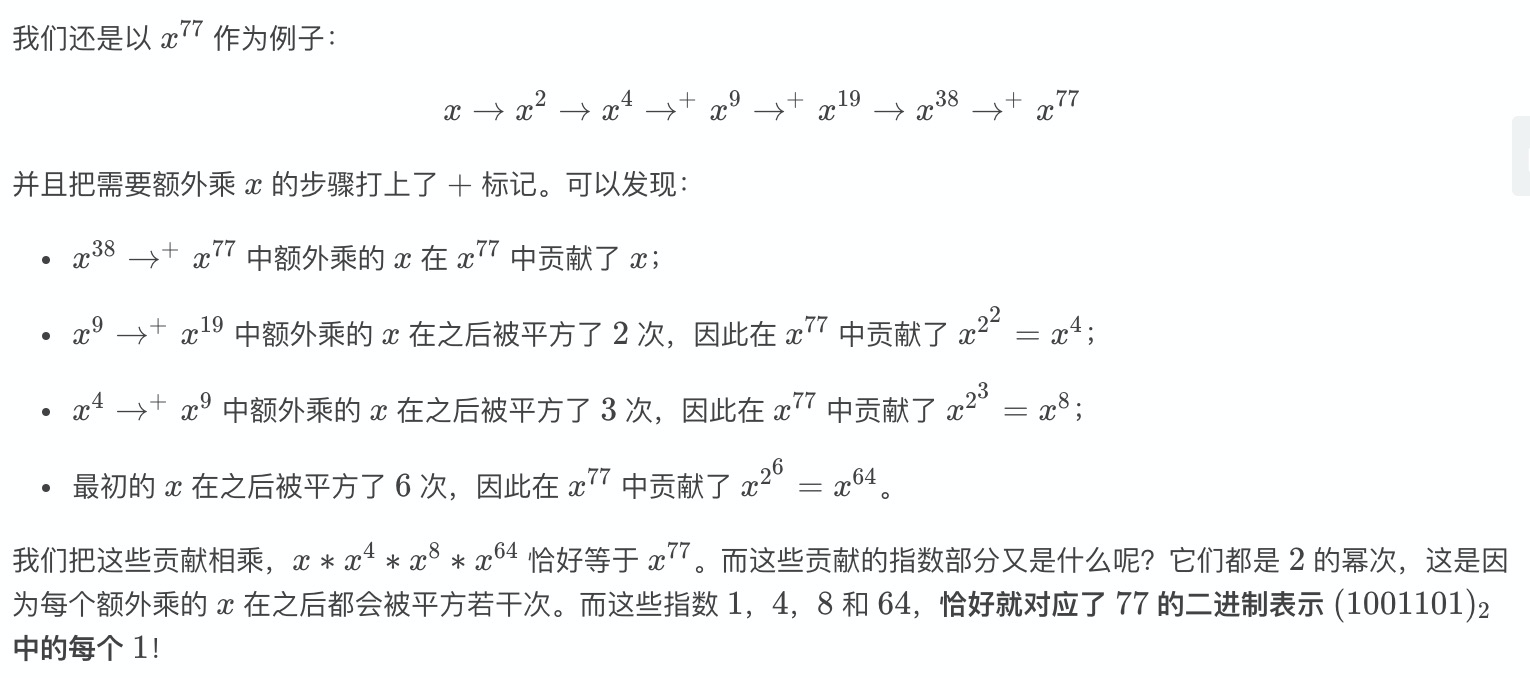 我们还是以 x^77 作为例子：
x → x^2 → x^4 →^+ x^9 →^+ x^19 → x^38 →^+ x^77
并且把需要额外乘 x 的步骤打上了 + 标记。可以发现：
• x^38 →^+ x^77 中额外乘的 x 在 x^77 中贡献了 x；
• x^9 →^+ x^19 中额外乘的 x 在之后被平方了 2 次，因此在 x^77 中贡献了 x^{2^2} = x^4；
• x^4 →^+ x^9 中额外乘的 x 在之后被平方了 3 次，因此在 x^77 中贡献了 x^{2^3} = x^8；
• 最初的 x 在之后被平方了 6 次，因此在 x^77 中贡献了 x^{2^6} = x^64。
我们把这些贡献相乘，x * x^4 * x^8 * x^64 恰好等于 x^77。而这些贡献的指数部分又是什么呢？它们都是 2 的幂次，这是因
为每个额外乘的 x 在之后都会被平方若干次。而这些指数 1，4，8 和 64，恰好就对应了 77 的二进制表示 (1001101)_2
中的每个 1！